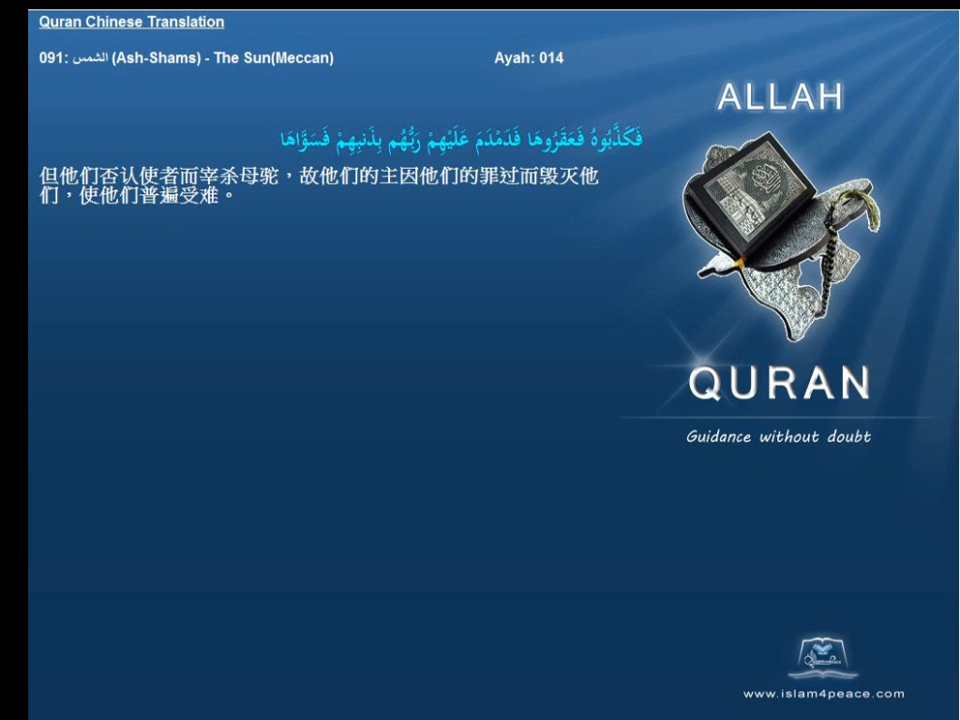 Quran Chinese Translation
091: الشمس (Ash-Shams) - The Sun(Meccan) Ayah: 014
فَكَذَّبُوهُ فَعَقَرُوهَا فَدَمْدَمَ عَلَيْهِمْ رَبُّهُم بِذَنبِهِمْ فَسَوَّاهَا
但他们否认使者而宰杀母驼，故他们的主因他们的罪过而毁灭他
们，使他们普遍受难。
ALLAH
QURAN
Guidance without doubt
www.islam4peace.com